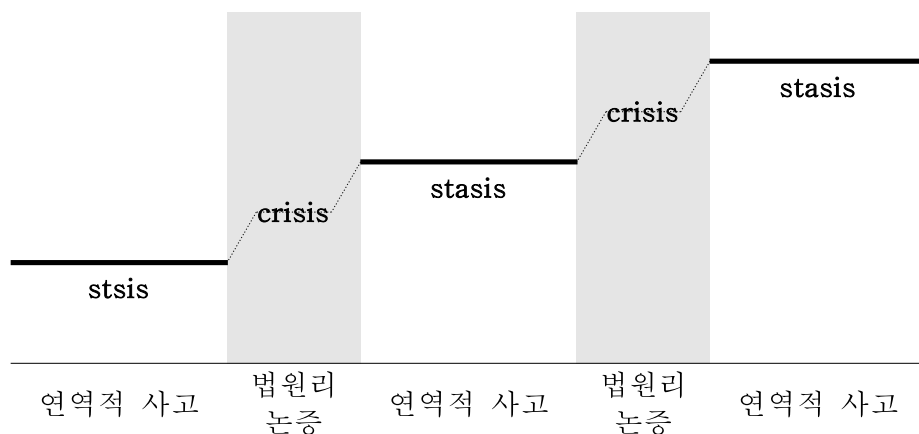 stasis
crisis
stasis
crisis
stsis
연역적 사고
법원리
논증
연역적 사고
법원리
논증
연역적 사고